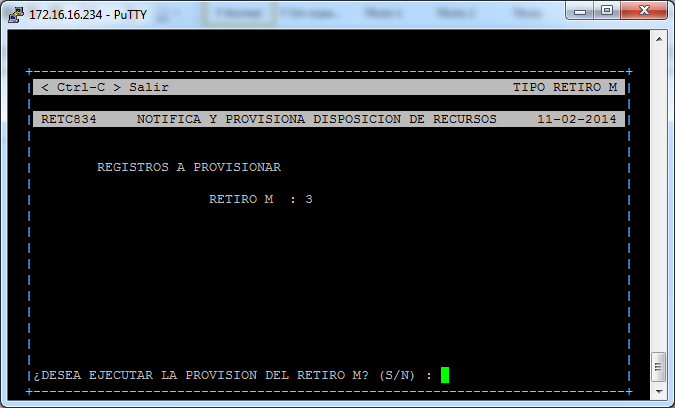 172.16.16.234 - PuTTY
< Ctrl-C > Salir TIPO RETIRO M
RETC834 NOTIFICA Y PROVISIONA DISPOSICION DE RECURSOS 11-02-2014
REGISTROS A PROVISIONAR
RETIRO M : 3
¿DESEA EJECUTAR LA PROVISION DEL RETIRO M? (S/N) :